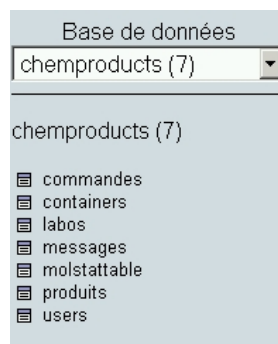 Base de données
chemproducts (7)
chemproducts (7)
commandes
containers
labos
messages
molstattable
produits
users